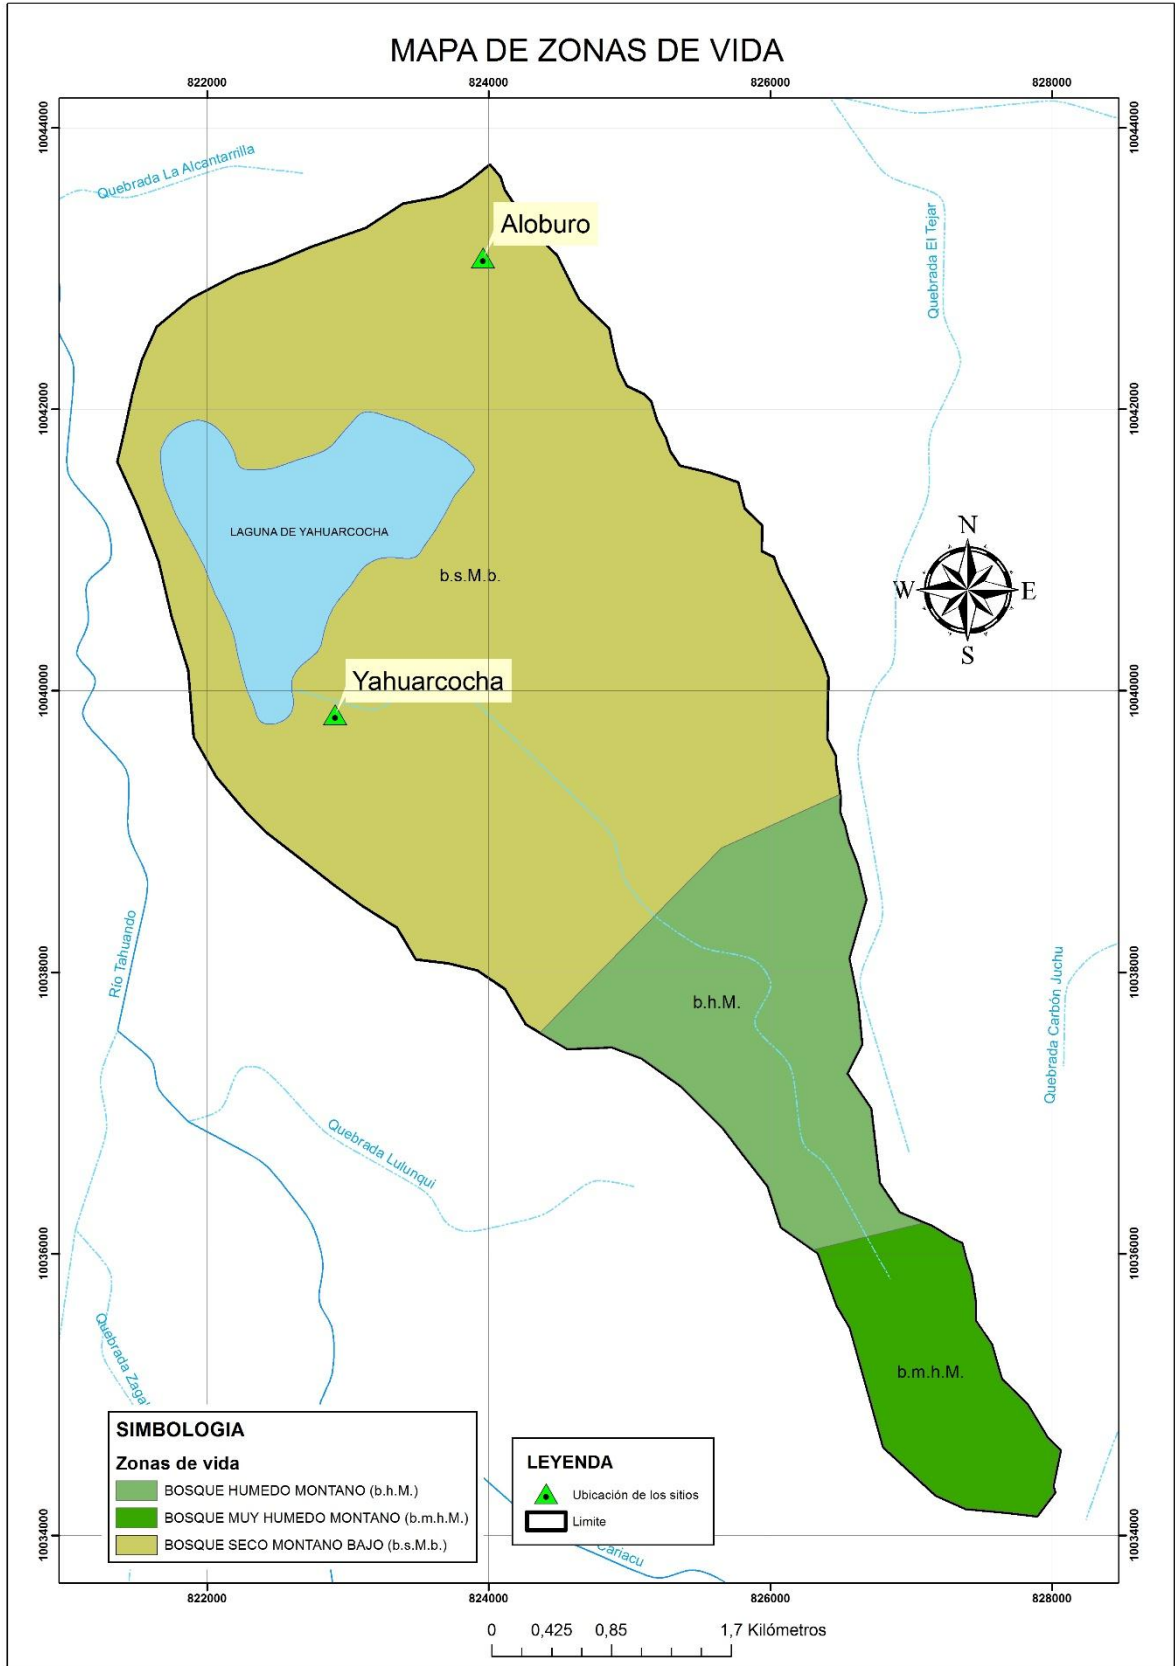 MAPA DE ZONAS DE VIDA
822000
824000
826000
828000
10044000
10044000
Quebrada La Alcantarrilla
Aloburo
Quebrada El Tejar
10042000
10042000
LAGUNA DE YAHUARCOCHA
b.s.M.b.
N
W
E
S
Yahuarcocha
10040000
10040000
Río Tahuando
10038000
10038000
b.h.M.
Quebrada Carbón Juchu
Quebrada Lulunqui
10036000
10036000
Quebrada Zaga
b.m.h.M.
SIMBOLOGIA
Zonas de vida
BOSQUE HUMEDO MONTANO (b.h.M.)
BOSQUE MUY HUMEDO MONTANO (b.m.h.M.)
BOSQUE SECO MONTANO BAJO (b.s.M.b.)
LEYENDA
Ubicación de los sitios
Limite
Cariacu
10034000
10034000
822000
824000
826000
828000
0 0,425 0,85 1,7 Kilómetros